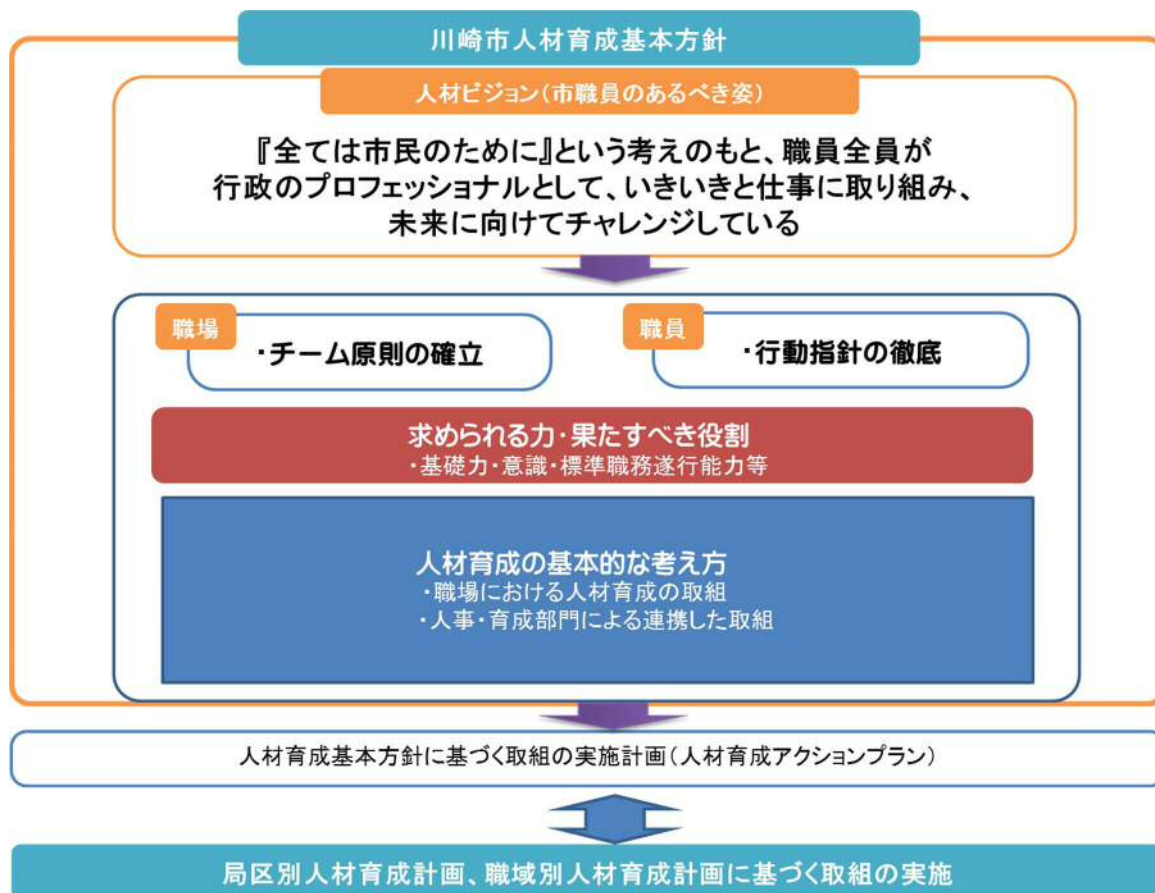 川崎市人材育成基本方針
人材ビジョン(市職員のあるべき姿)
『全ては市民のために』という考えのもと、職員全員が
行政のプロフェッショナルとして、いきいきと仕事に取り組み、
未来に向けてチャレンジしている
職場
・チーム原則の確立
職員
・行動指針の徹底
求められる力・果たすべき役割
・基礎力・意識・標準職務遂行能力等
人材育成の基本的な考え方
・職場における人材育成の取組
・人事・育成部門による連携した取組
人材育成基本方針に基づく取組の実施計画(人材育成アクションプラン)
局区別人材育成計画、職域別人材育成計画に基づく取組の実施